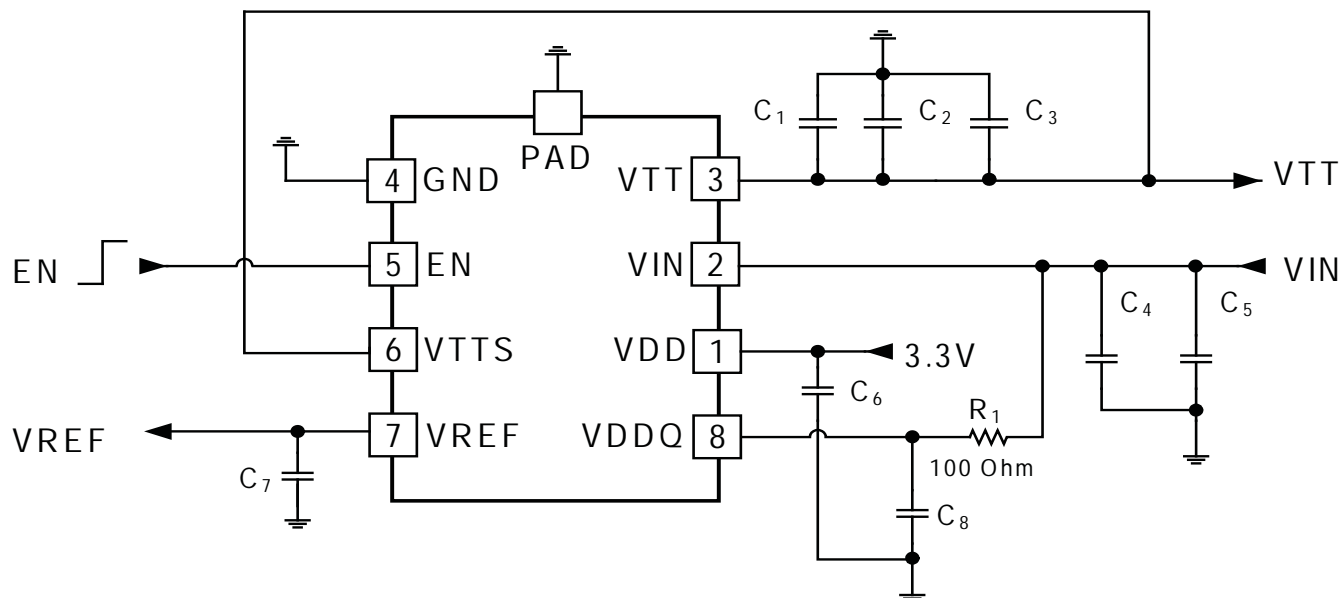 PAD
C₁
C₂
C₃
4
GND
VTT
3
VTT
EN
5
EN
VIN
2
VIN
C₄
C₅
6
VTTS
VDD
1
3.3V
C₆
R₁
VREF
7
VREF
VDDQ
8
100 Ohm
C₇
C₈